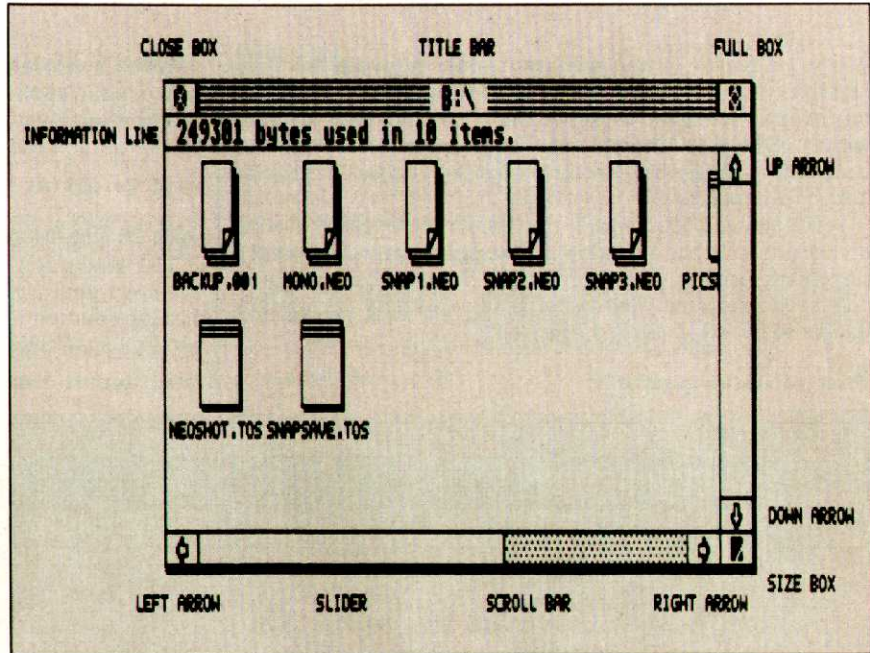 CLOSE BOX TITLE BAR FULL BOX
B:\
INFORMATION LINE 249301 bytes used in 10 items.
UP ARROW
BACKUP.001 MONO.NEO SNAP1.NEO SNAP2.NEO SNAP3.NEO PICS
NEOSHOT.TOS SNAPSAVE.TOS
DOWN ARROW
SIZE BOX
LEFT ARROW SLIDER SCROLL BAR RIGHT ARROW